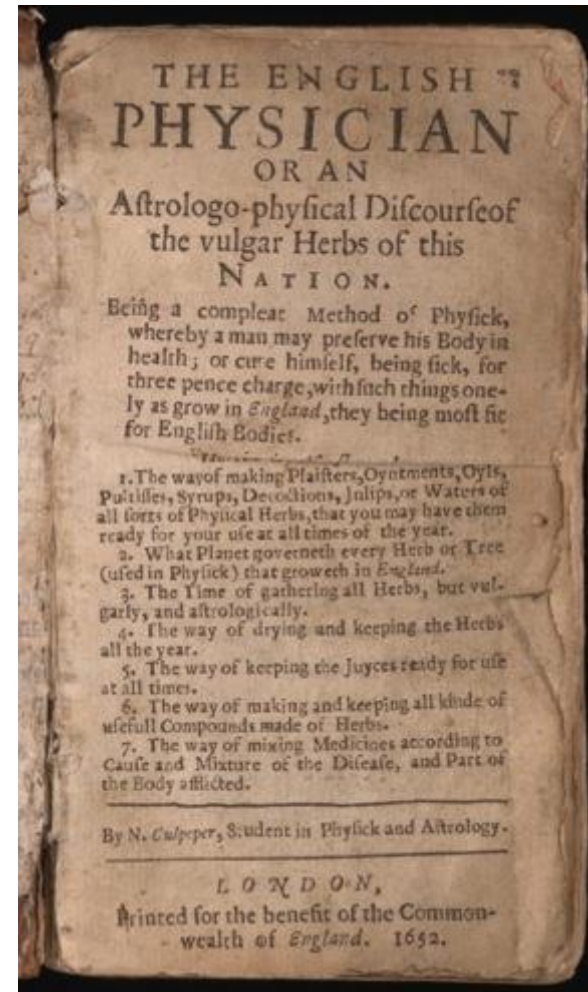 THE ENGLISH
PHYSICIAN
OR AN
Aſtrologo-phyſical Diſcourſeof
the vulgar Herbs of this
NATION.
Being a compleat Method of Phyſick,
whereby a man may preſerve his Body in
health; or cure himſelf, being ſick, for
three pence charge,with ſuch things one-
ly as grow in England,they being moſt fit
for Engliſh Bodies.
1.The wayof making Plaiſters,Oyntments,Oyls,
Pultiſſes, Syrups, Decoctions, Julips,or Waters of
all ſorts of Phyſical Herbs,that you may have them
ready for your uſe at all times of the year.
2. What Planet governeth every Herb or Tree
(uſed in Phyſick) that groweth in England.
3. The Time of gathering all Herbs, but vul-
garly, and aſtrologically.
4. The way of drying and keeping the Herbs
all the year.
5. The way of keeping the Juyces ready for uſe
at all times.
6. The way of making and keeping all kinde of
uſefull Compounds made of Herbs.
7. The way of mixing Medicines according to
Cauſe and Mixture of the Diſeaſe, and Part of
the Body afflicted.
By N. Culpeper, Student in Phyſick and Aſtrology.
LONDON,
Printed for the benefit of the Common-
wealth of England. 1652.